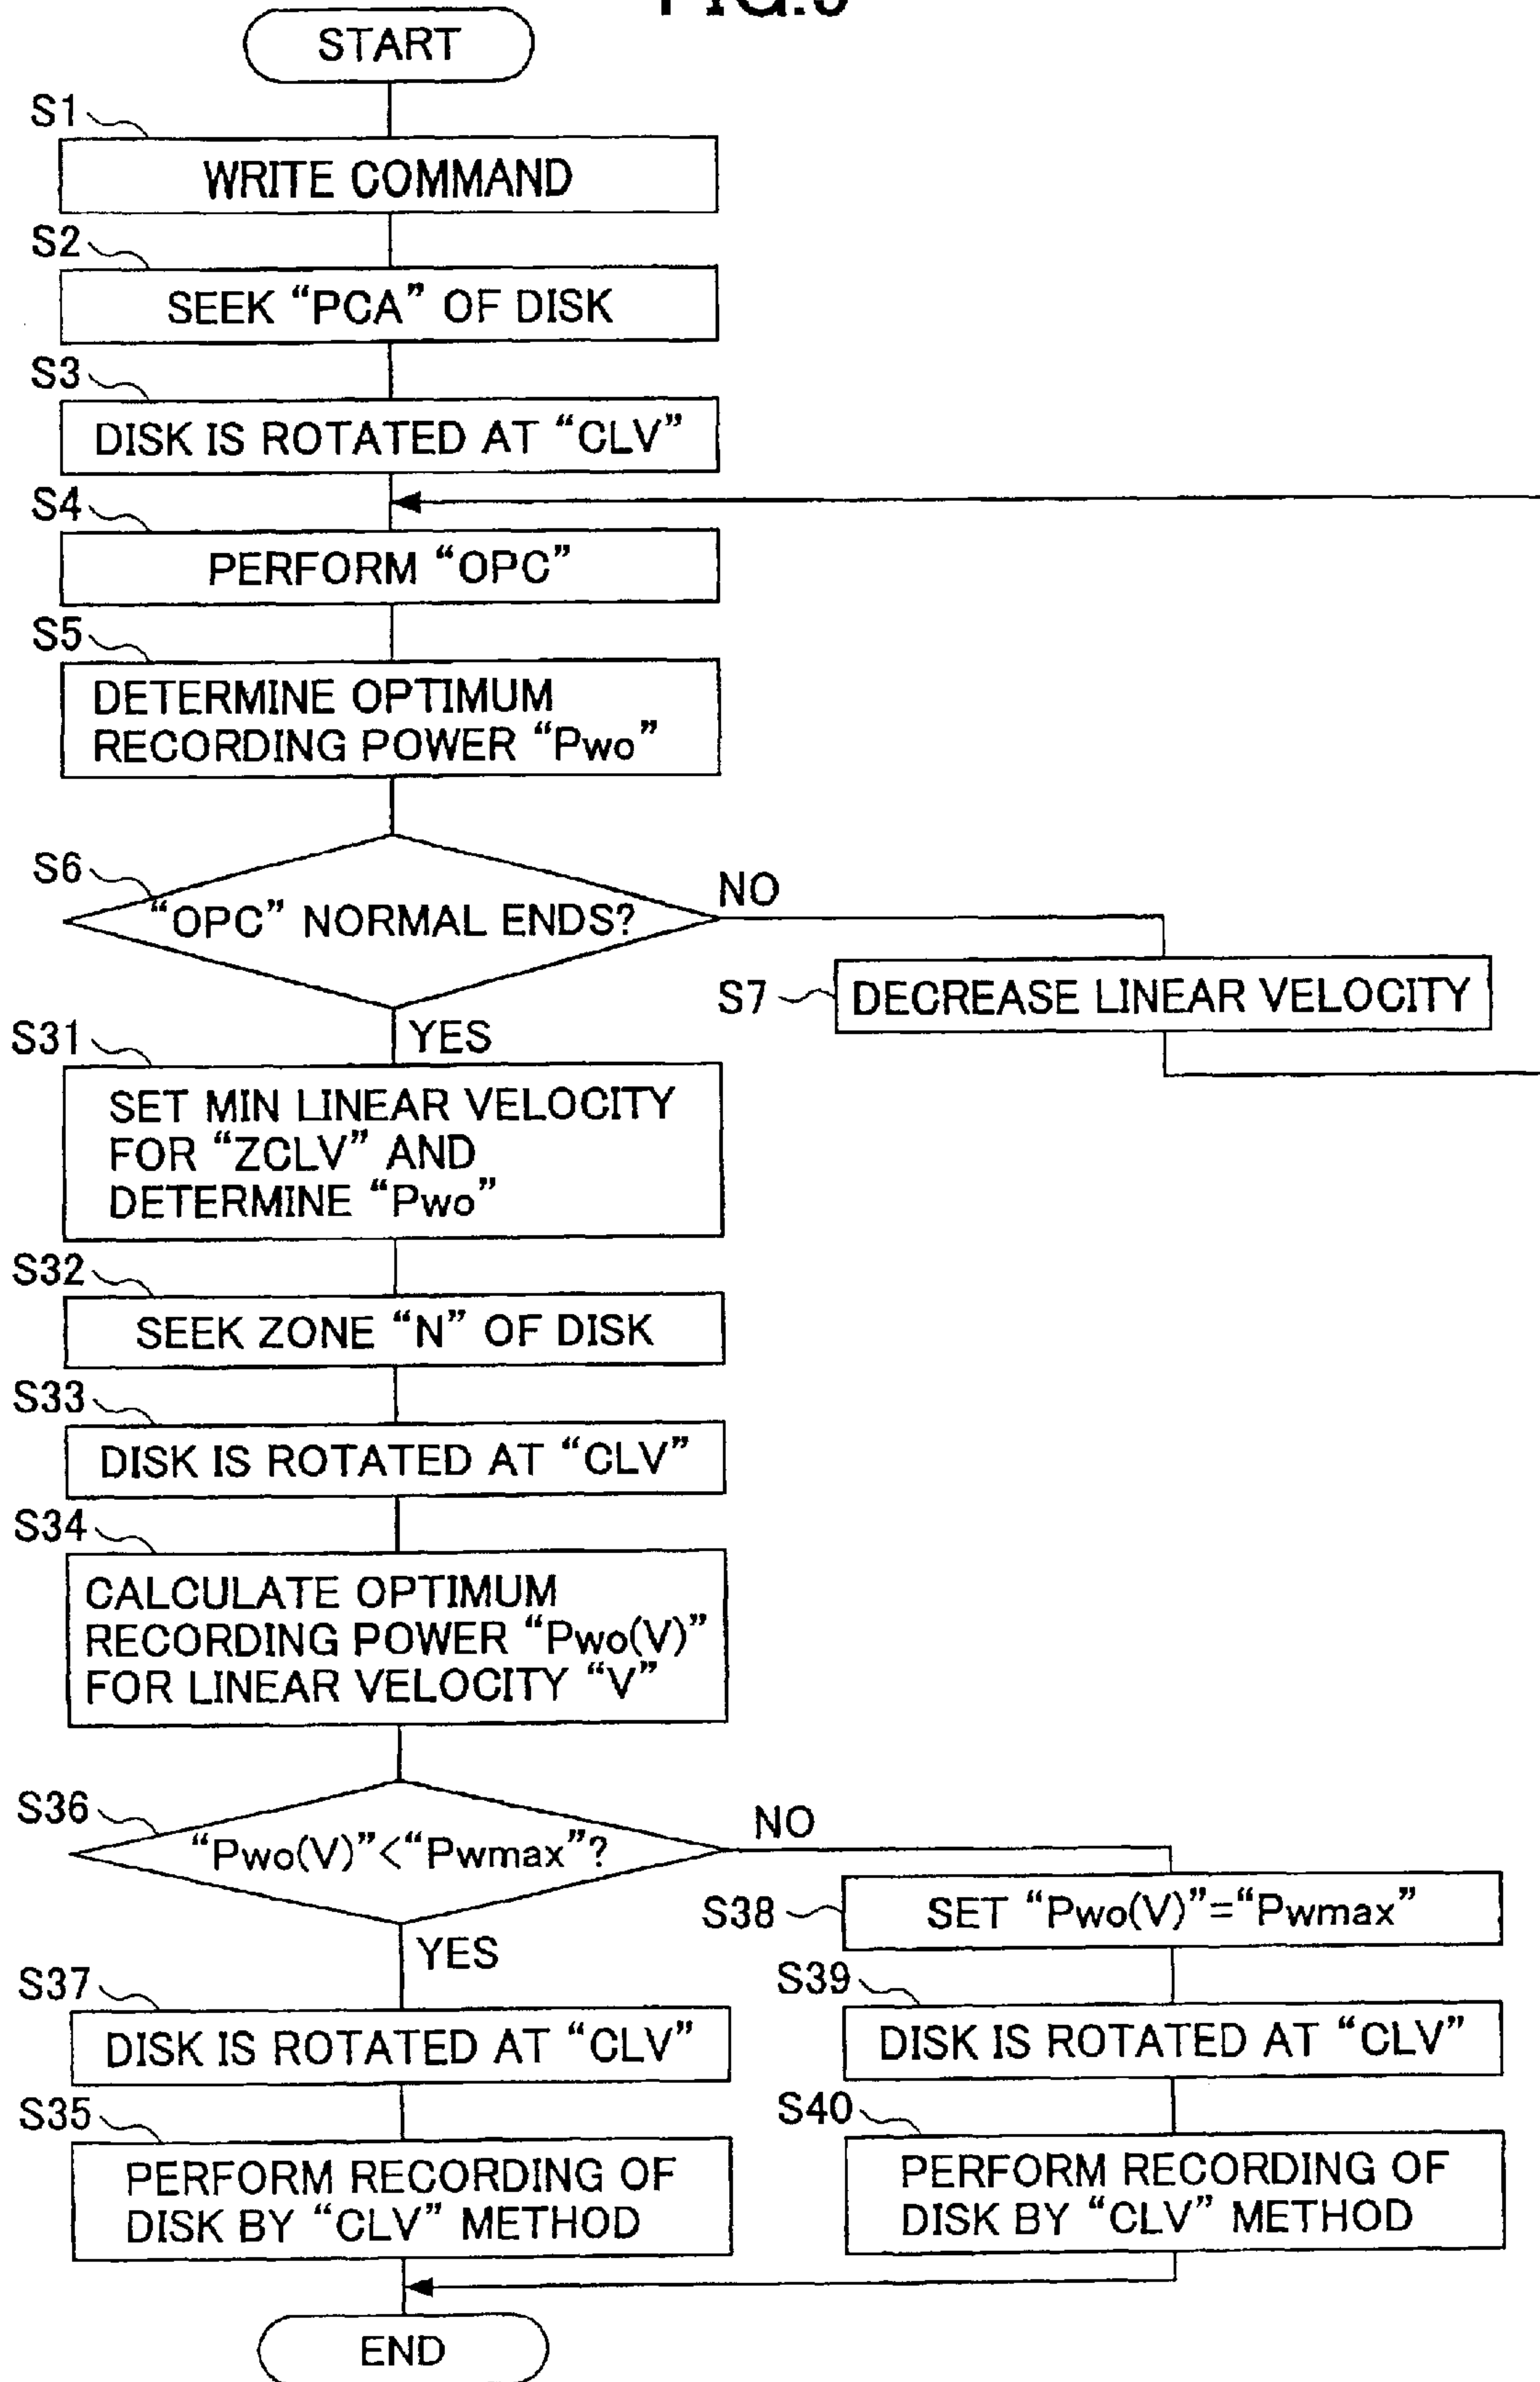 START
S1
WRITE COMMAND
S2
SEEK “PCA” OF DISK
S3
DISK IS ROTATED AT “CLV”
S4
PERFORM “OPC”
S5
DETERMINE OPTIMUM
RECORDING POWER “Pwo”
S6
“OPC” NORMAL ENDS?
NO
S7
DECREASE LINEAR VELOCITY
YES
S31
SET MIN LINEAR VELOCITY
FOR “ZCLV” AND
DETERMINE “Pwo”
S32
SEEK ZONE “N” OF DISK
S33
DISK IS ROTATED AT “CLV”
S34
CALCULATE OPTIMUM
RECORDING POWER “Pwo(V)”
FOR LINEAR VELOCITY “V”
S36
“Pwo(V)”<“Pwmax”?
NO
S38
SET “Pwo(V)”=“Pwmax”
YES
S37
DISK IS ROTATED AT “CLV”
S39
DISK IS ROTATED AT “CLV”
S35
PERFORM RECORDING OF
DISK BY “CLV” METHOD
S40
PERFORM RECORDING OF
DISK BY “CLV” METHOD
END